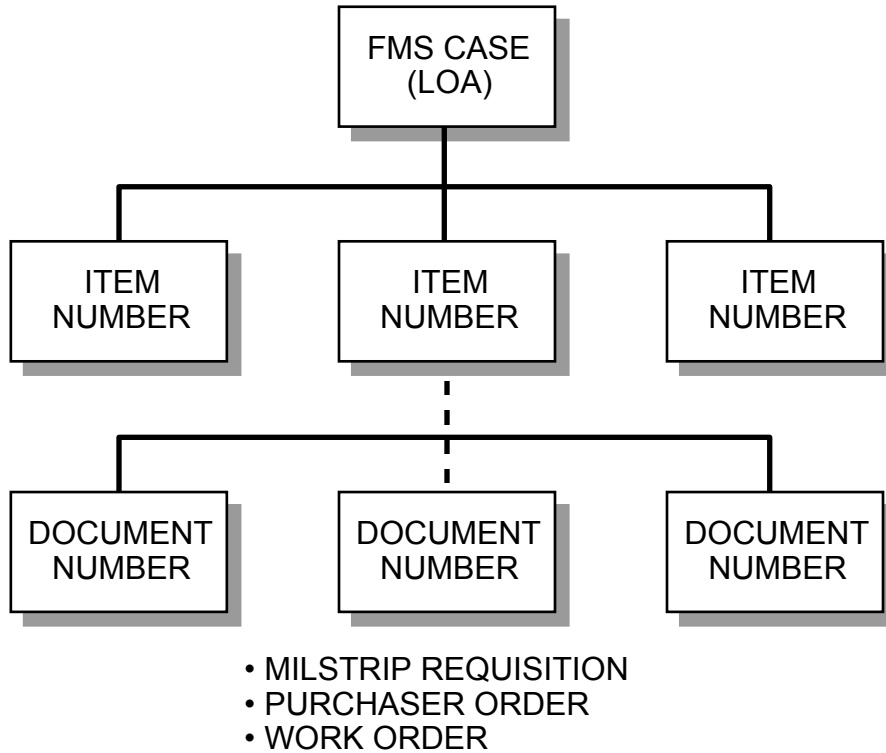 FMS CASE
(LOA)
ITEM
NUMBER
ITEM
NUMBER
ITEM
NUMBER
DOCUMENT
NUMBER
DOCUMENT
NUMBER
DOCUMENT
NUMBER
• MILSTRIP REQUISITION
• PURCHASER ORDER
• WORK ORDER